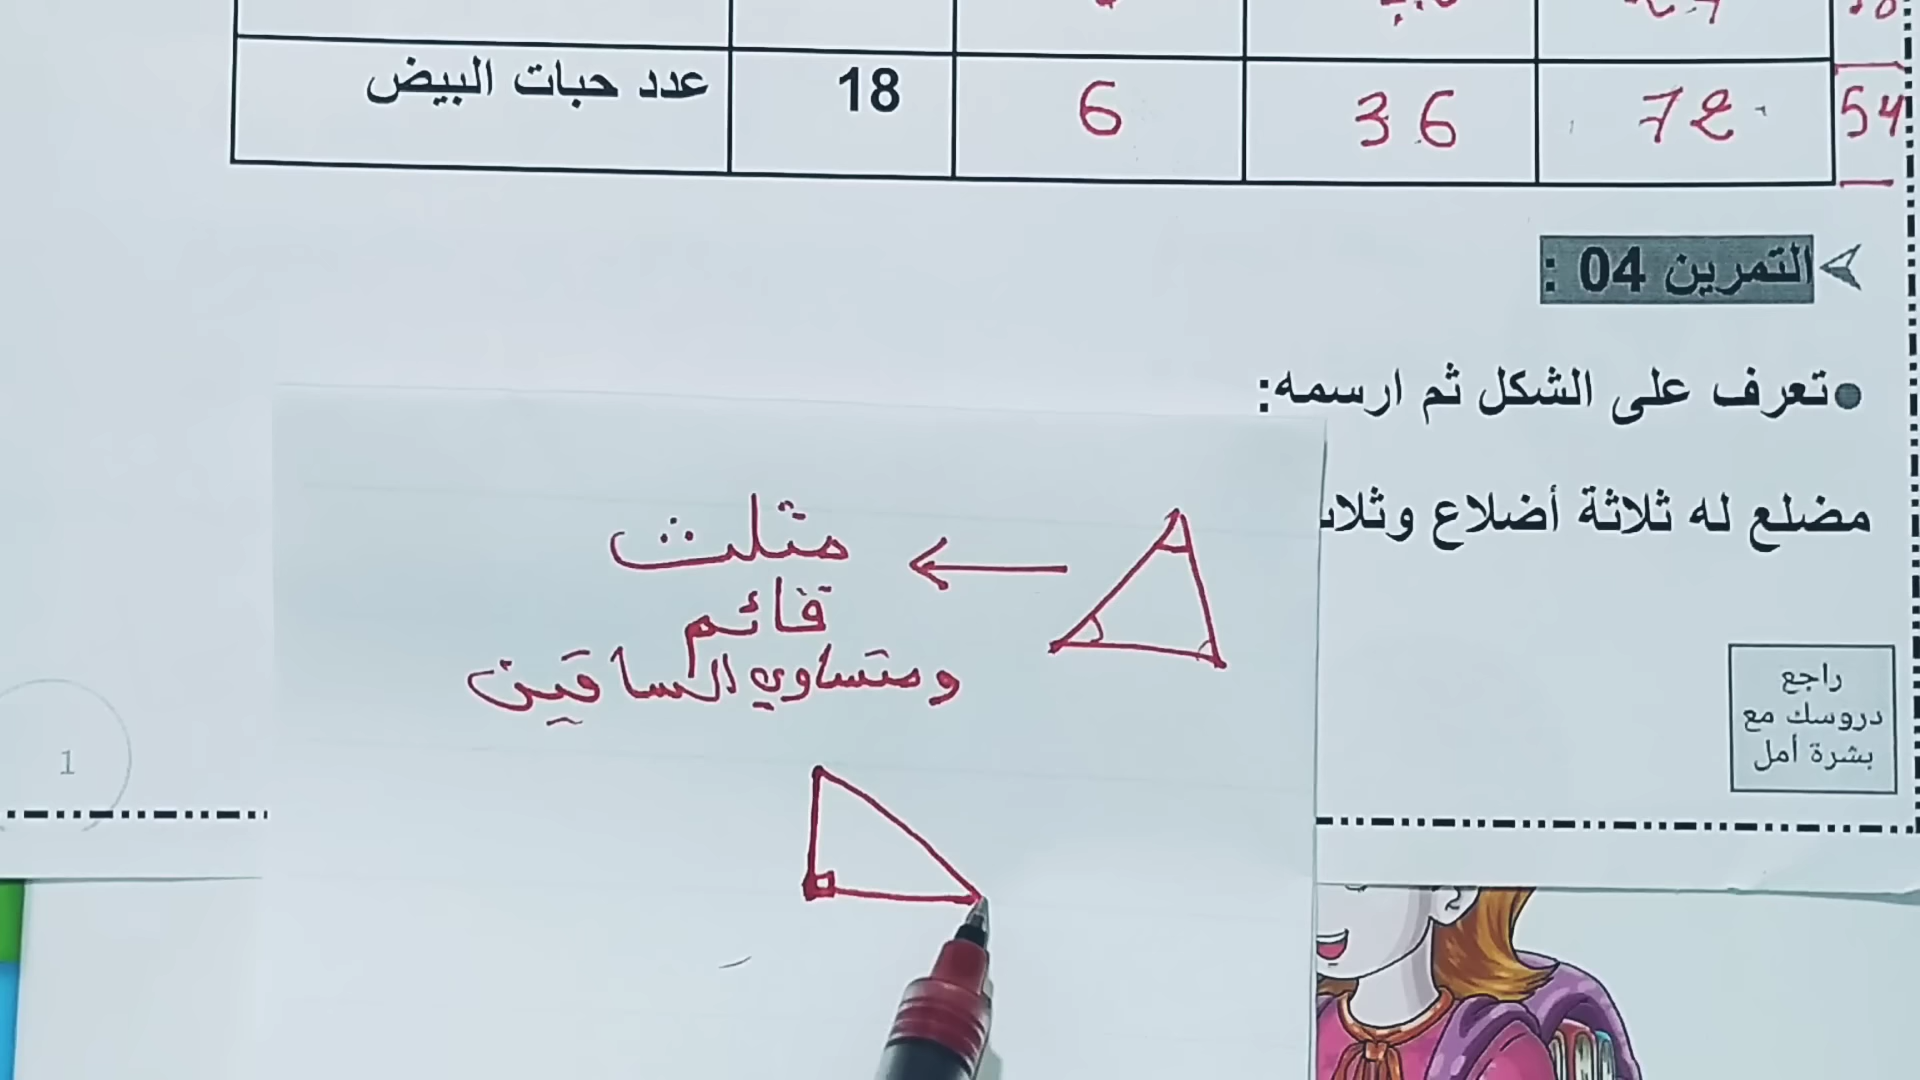 عدد حبات البيض 18 6 36 72 54
التمرين 04 :
تعرف على الشكل ثم ارسمه:
مضلع له ثلاثة أضلاع
مثلث
قائم
ومتساوي الساقين
راجع
دروسك مع
بشرة أمل
1